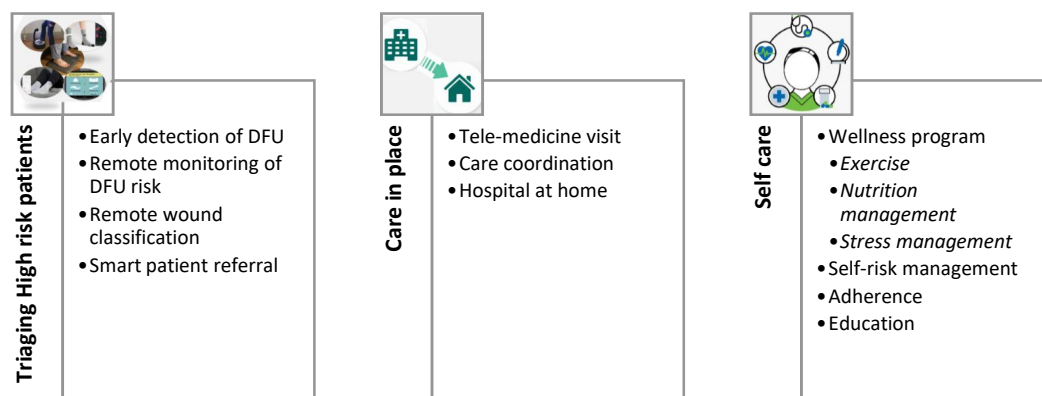 Triaging High risk patients
•Early detection of DFU
•Remote monitoring of
DFU risk
•Remote wound
classification
•Smart patient referral
Care in place
•Tele-medicine visit
•Care coordination
•Hospital at home
Self care
•Wellness program
•Exercise
•Nutrition
management
•Stress management
•Self-risk management
•Adherence
•Education